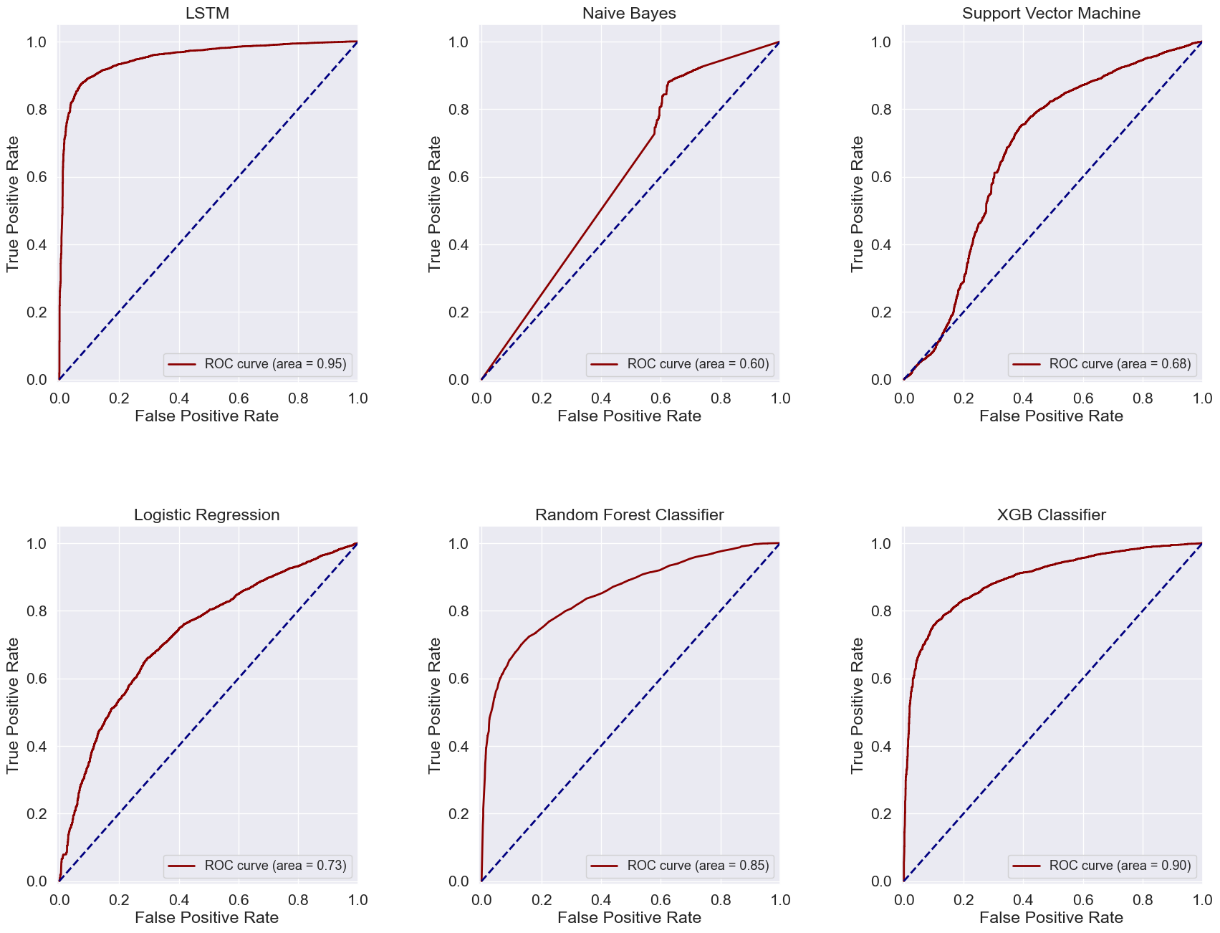 LSTM
True Positive Rate
1.0
0.8
0.6
0.4
0.2
0.0
ROC curve (area = 0.95)
0.0 0.2 0.4 0.6 0.8 1.0
False Positive Rate
Naive Bayes
True Positive Rate
1.0
0.8
0.6
0.4
0.2
0.0
ROC curve (area = 0.60)
0.0 0.2 0.4 0.6 0.8 1.0
False Positive Rate
Support Vector Machine
True Positive Rate
1.0
0.8
0.6
0.4
0.2
0.0
ROC curve (area = 0.68)
0.0 0.2 0.4 0.6 0.8 1.0
False Positive Rate
Logistic Regression
True Positive Rate
1.0
0.8
0.6
0.4
0.2
0.0
ROC curve (area = 0.73)
0.0 0.2 0.4 0.6 0.8 1.0
False Positive Rate
Random Forest Classifier
True Positive Rate
1.0
0.8
0.6
0.4
0.2
0.0
ROC curve (area = 0.85)
0.0 0.2 0.4 0.6 0.8 1.0
False Positive Rate
XGB Classifier
True Positive Rate
1.0
0.8
0.6
0.4
0.2
0.0
ROC curve (area = 0.90)
0.0 0.2 0.4 0.6 0.8 1.0
False Positive Rate